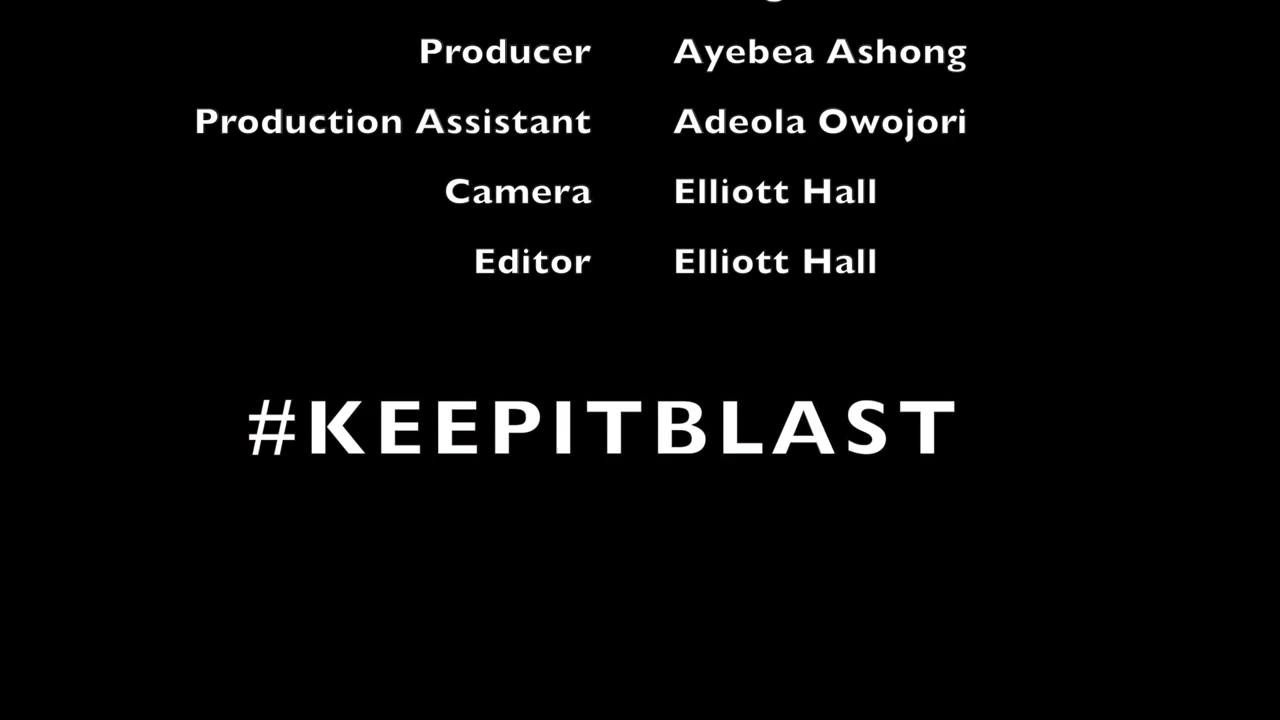 Producer Ayebea Ashong
Production Assistant Adeola Owojori
Camera Elliott Hall
Editor Elliott Hall
#KEEPITBLAST